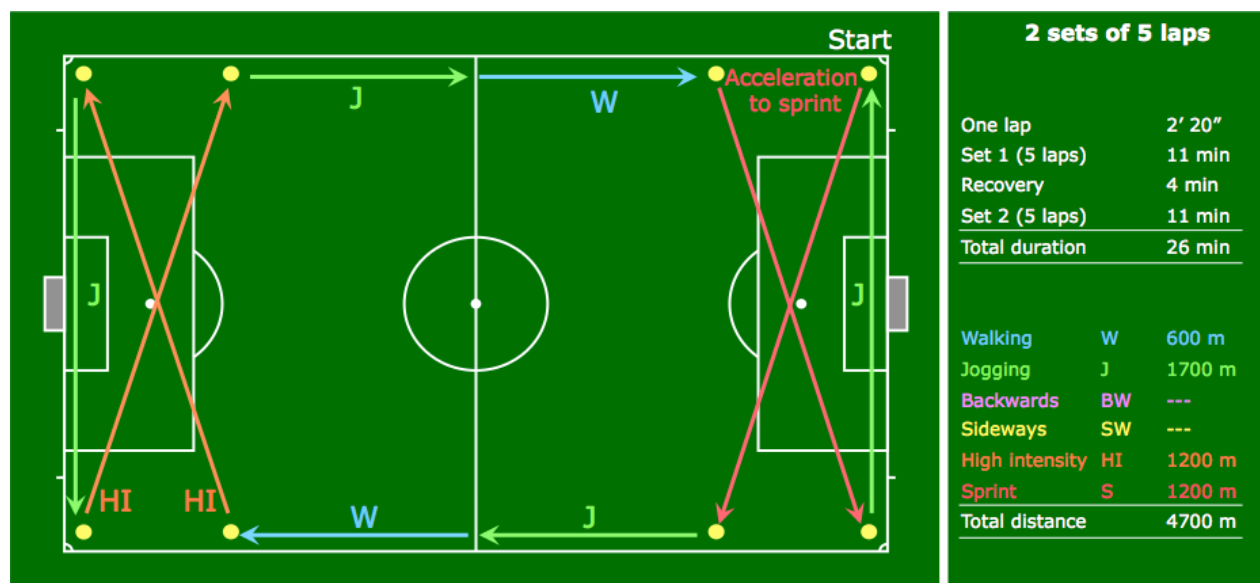 Start
J
W
Acceleration
to sprint
J
J
HI
HI
W
J
2 sets of 5 laps
One lap 2’ 20”
Set 1 (5 laps) 11 min
Recovery 4 min
Set 2 (5 laps) 11 min
Total duration 26 min
Walking W 600 m
Jogging J 1700 m
Backwards BW ---
Sideways SW ---
High intensity HI 1200 m
Sprint S 1200 m
Total distance 4700 m